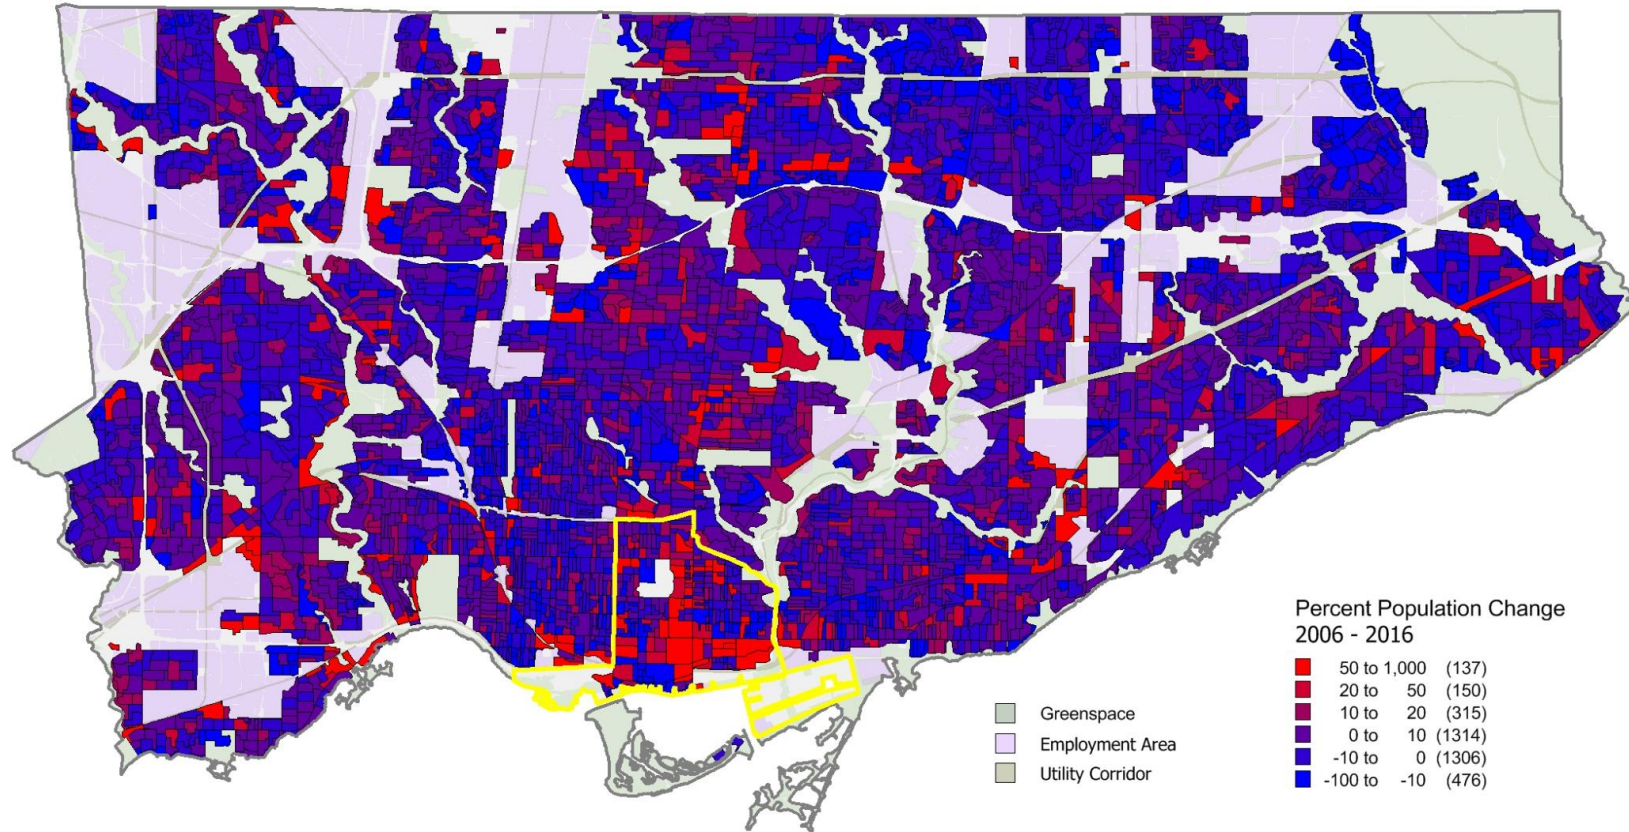 Percent Population Change
2006 - 2016
50 to 1,000 (137)
20 to 50 (150)
10 to 20 (315)
0 to 10 (1314)
-10 to 0 (1306)
-100 to -10 (476)
Greenspace
Employment Area
Utility Corridor